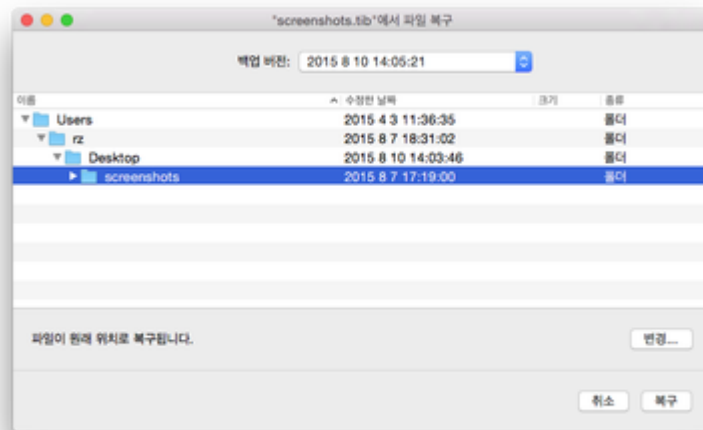 "screenshots.tib"에서 파일 복구
백업 버전: 2015 8 10 14:05:21
이름 수정한 날짜 크기 종류
Users 2015 4 3 11:36:35 폴더
rz 2015 8 7 18:31:02 폴더
Desktop 2015 8 10 14:03:46 폴더
screenshots 2015 8 7 17:19:00 폴더
파일이 원래 위치로 복구됩니다. 변경...
취소 복구